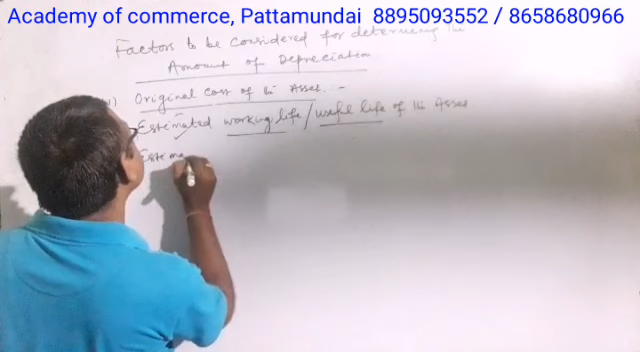 Academy of commerce, Pattamundai 8895093552 / 8658680966
Factors to be Considered for determining the
Amount of Depreciation
Original Cost of the Asset. -
Estimated working life / useful life of the Asset
Estima